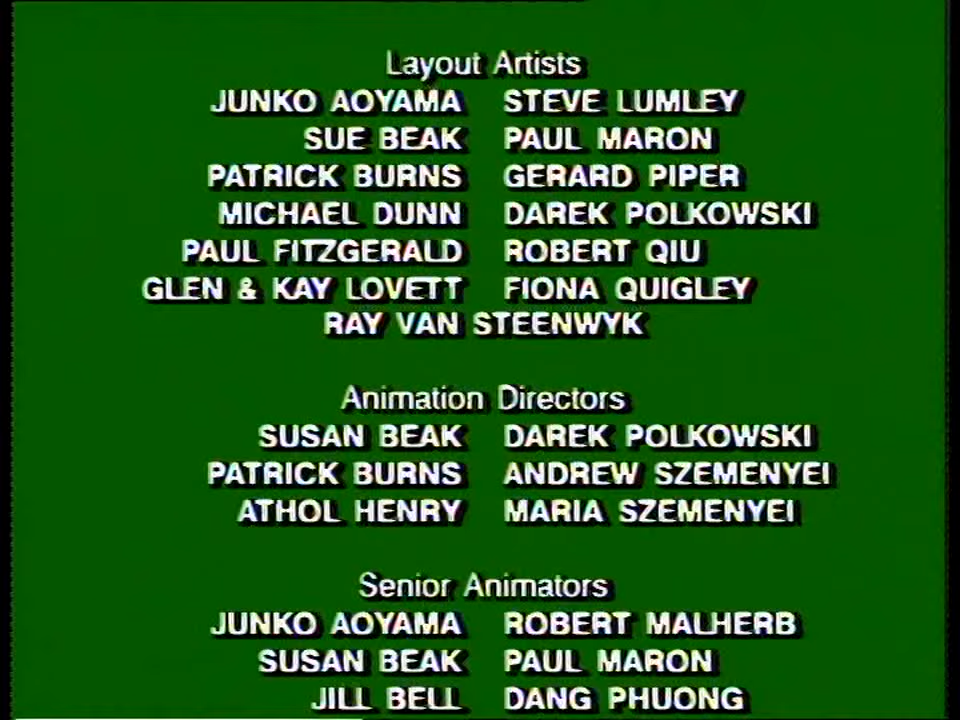 Layout Artists
JUNKO AOYAMA STEVE LUMLEY
SUE BEAK PAUL MARON
PATRICK BURNS GERARD PIPER
MICHAEL DUNN DAREK POLKOWSKI
PAUL FITZGERALD ROBERT QIU
GLEN & KAY LOVETT FIONA QUIGLEY
RAY VAN STEENWYK
Animation Directors
SUSAN BEAK DAREK POLKOWSKI
PATRICK BURNS ANDREW SZEMENYEI
ATHOL HENRY MARIA SZEMENYEI
Senior Animators
JUNKO AOYAMA ROBERT MALHERB
SUSAN BEAK PAUL MARON
JILL BELL DANG PHUONG